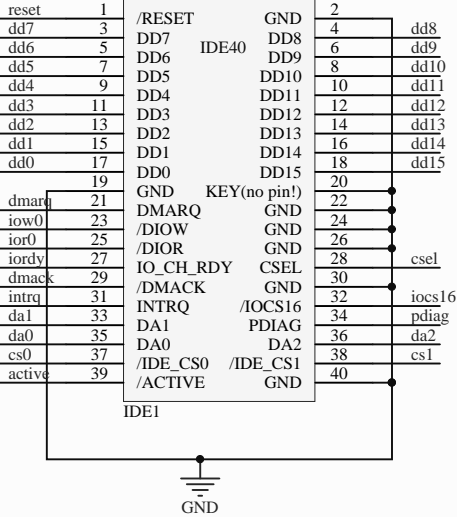 reset 1 /RESET GND 2
dd7 3 DD7 DD8 4 dd8
dd6 5 DD6 IDE40 DD9 6 dd9
dd5 7 DD5 DD10 8 dd10
dd4 9 DD4 DD11 10 dd11
dd3 11 DD3 DD12 12 dd12
dd2 13 DD2 DD13 14 dd13
dd1 15 DD1 DD14 16 dd14
dd0 17 DD0 DD15 18 dd15
19 GND KEY(no pin!) 20
dmarq 21 DMARQ GND 22
iow0 23 /DIOW GND 24
ior0 25 /DIOR GND 26
iordy 27 IO_CH_RDY CSEL 28 csel
dmack 29 /DMACK GND 30
intrq 31 INTRQ /IOCS16 32 iocs16
da1 33 DA1 PDIAG 34 pdiag
da0 35 DA0 DA2 36 da2
cs0 37 /IDE_CS0 /IDE_CS1 38 cs1
active 39 /ACTIVE GND 40
IDE1
GND